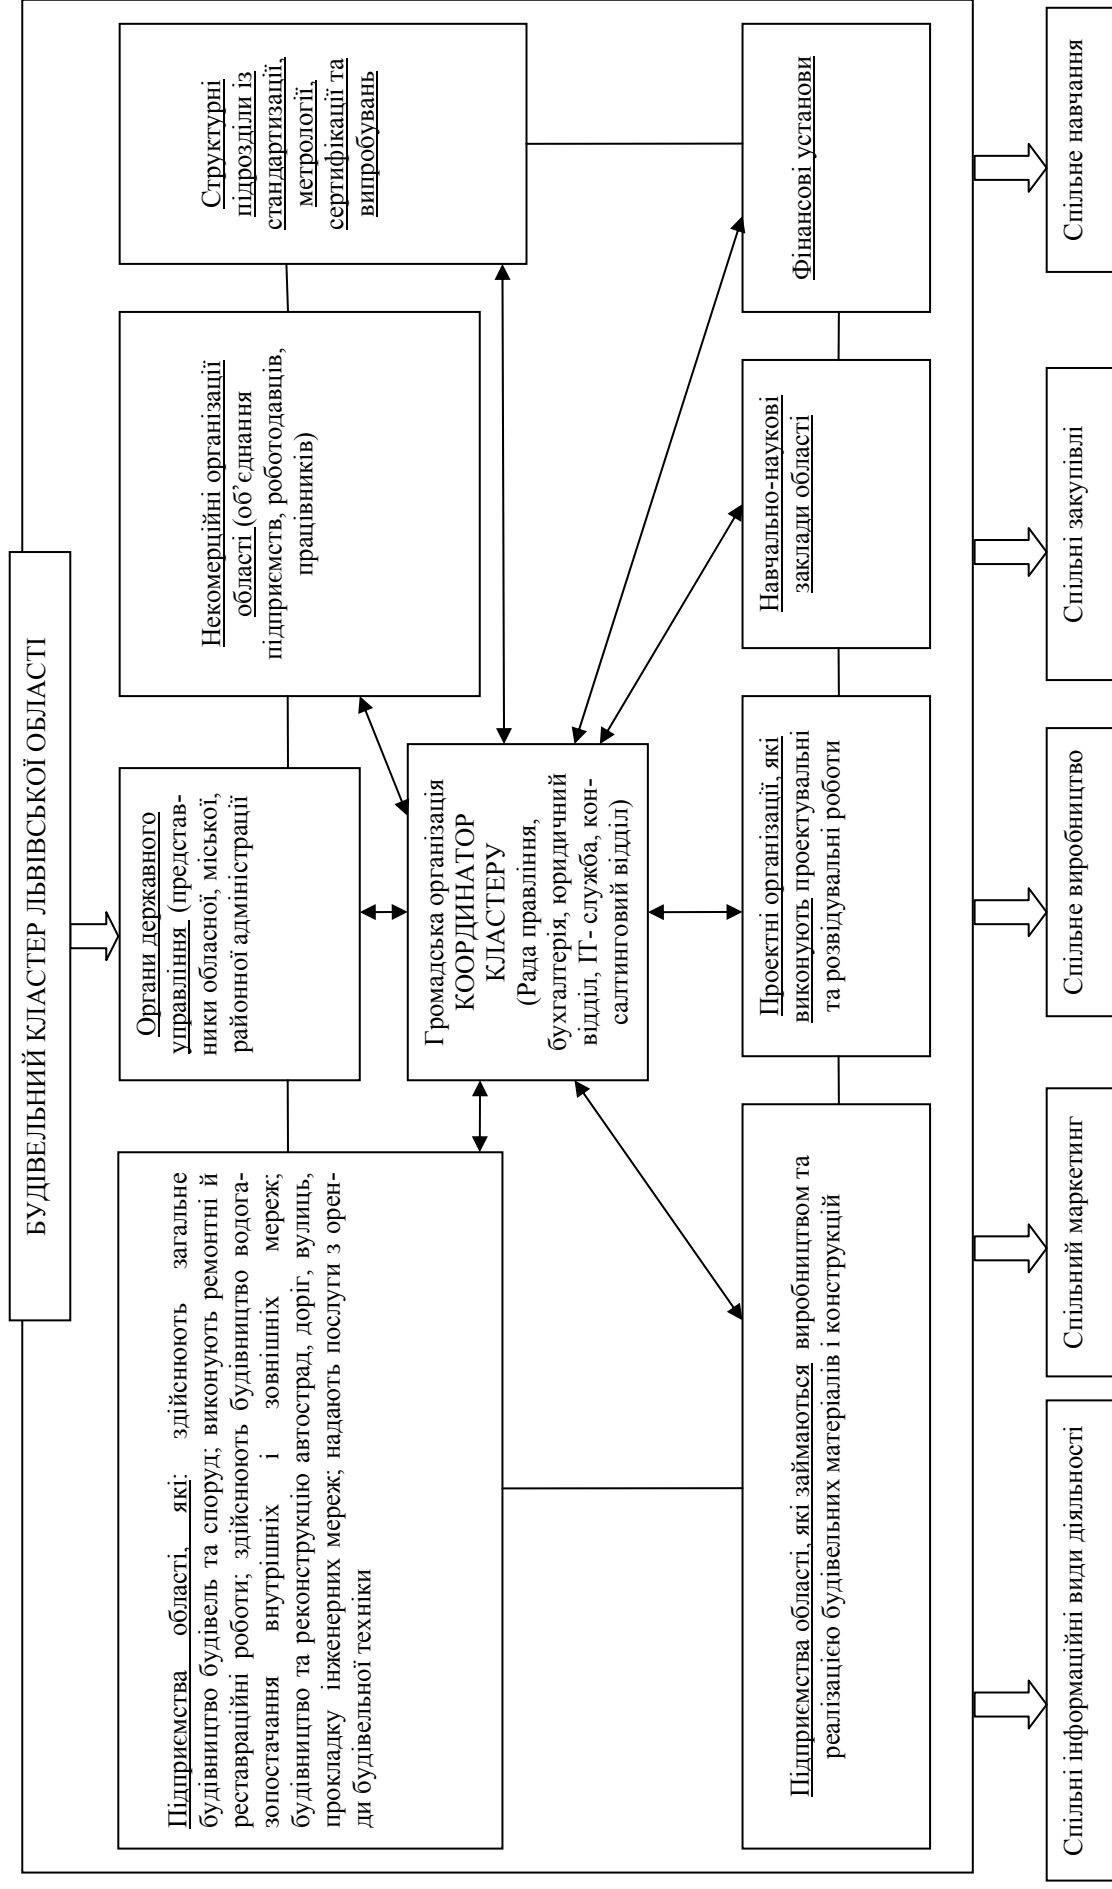 БУДІВЕЛЬНИЙ КЛАСТЕР ЛЬВІВСЬКОЇ ОБЛАСТІ
Підприємства області, які: здійснюють загальне
будівництво будівель та споруд; виконують ремонтні й
реставраційні роботи; здійснюють будівництво водога-
зопостачання внутрішніх і зовнішніх мереж;
будівництво та реконструкцію автострад, доріг, вулиць,
прокладку інженерних мереж; надають послуги з орен-
ди будівельної техніки
Органи державного
управління (представ-
ники обласної, міської,
районної адміністрації
Некомерційні організації
області (об’єднання
підприємств, роботодавців,
працівників)
Структурні
підрозділи із
стандартизації,
метрології,
сертифікації та
випробувань
Громадська організація
КООРДИНАТОР
КЛАСТЕРУ
(Рада правління,
бухгалтерія, юридичний
відділ, ІТ- служба, кон-
салтинговий відділ)
Підприємства області, які займаються виробництвом та
реалізацією будівельних матеріалів і конструкцій
Проектні організації, які
виконують проектувальні
та розвідувальні роботи
Навчально-наукові
заклади області
Фінансові установи
Спільні інформаційні види діяльності
Спільний маркетинг
Спільне виробництво
Спільні закупівлі
Спільне навчання